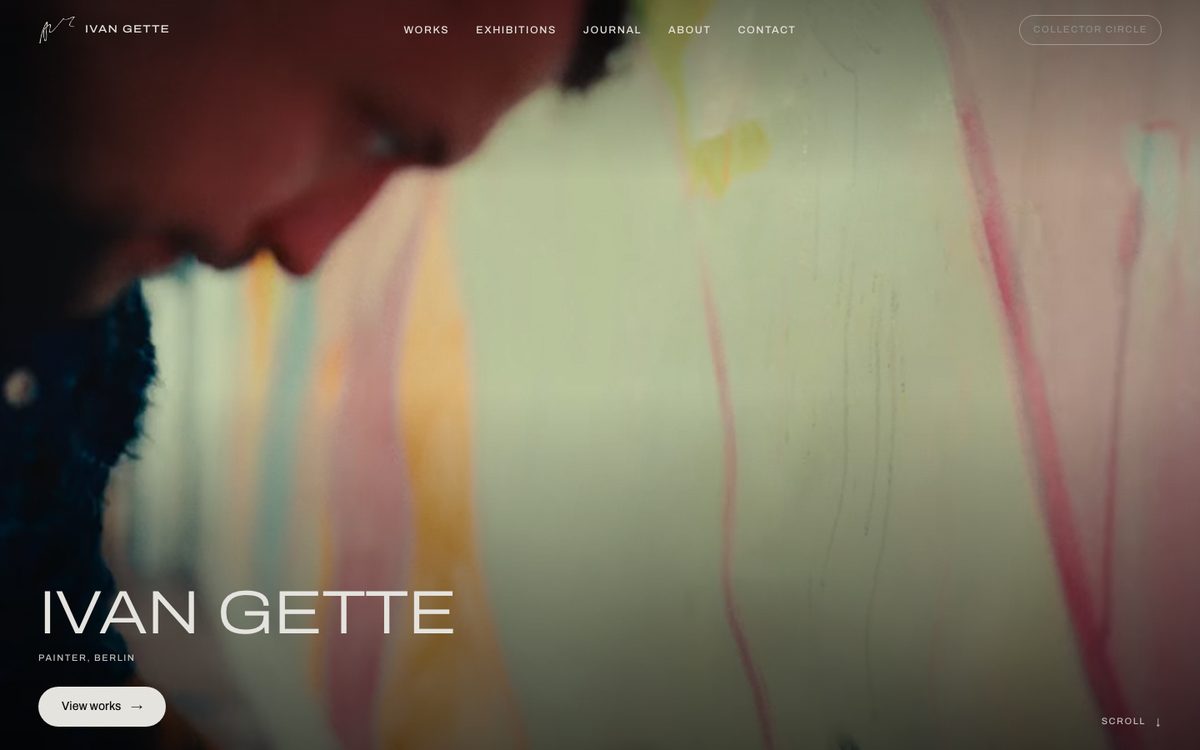 IVAN GETTE
WORKS EXHIBITIONS JOURNAL ABOUT CONTACT
COLLECTOR CIRCLE
IVAN GETTE
PAINTER, BERLIN
View works →
SCROLL ↓